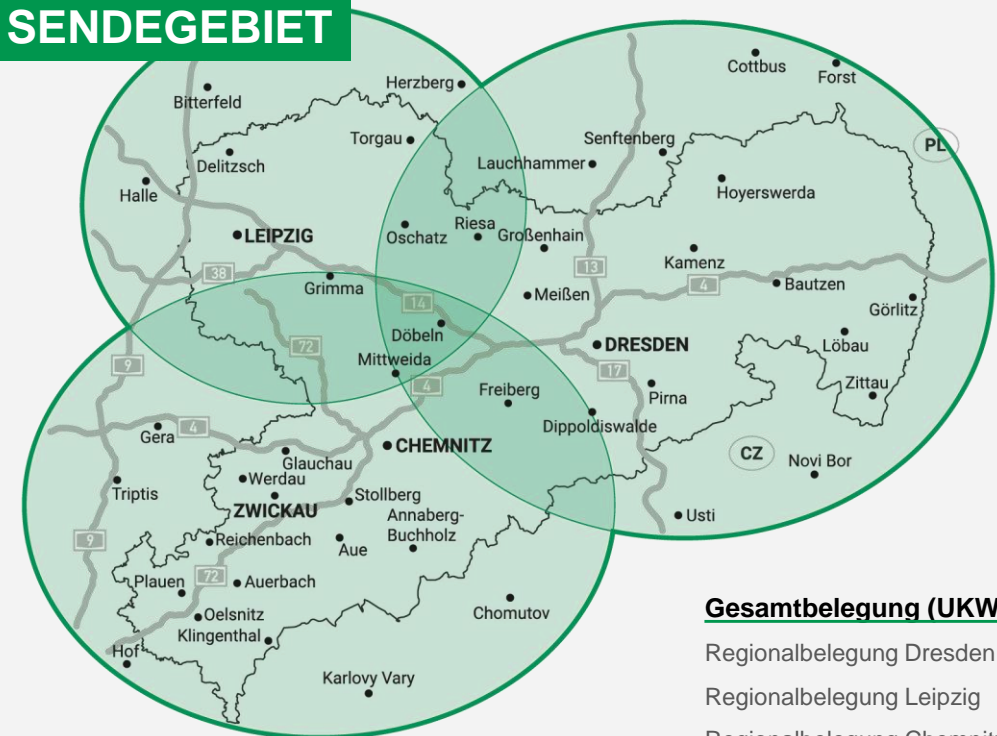 SENDEGEBIET
Cottbus
Forst
Herzberg
Bitterfeld
Torgau
Senftenberg
PL
Delitzsch
Lauchhammer
Halle
Hoyerswerda
LEIPZIG
Oschatz
Riesa
Großenhain
Kamenz
38
13
Grimma
14
Meißen
4
Bautzen
Görlitz
Döbeln
72
DRESDEN
Löbau
Mittweida
9
4
17
Freiberg
Pirna
Zittau
Dippoldiswalde
Gera
4
CHEMNITZ
CZ
Novi Bor
Glauchau
Triptis
Werdau
Stollberg
ZWICKAU
Annaberg-
Buchholz
Usti
9
Reichenbach
Aue
72
Plauen
Auerbach
Chomutov
Oelsnitz
Klingenthal
Hof
Karlovy Vary
Gesamtbelegung (UKW
Regionalbelegung Dresden
Regionalbelegung Leipzig